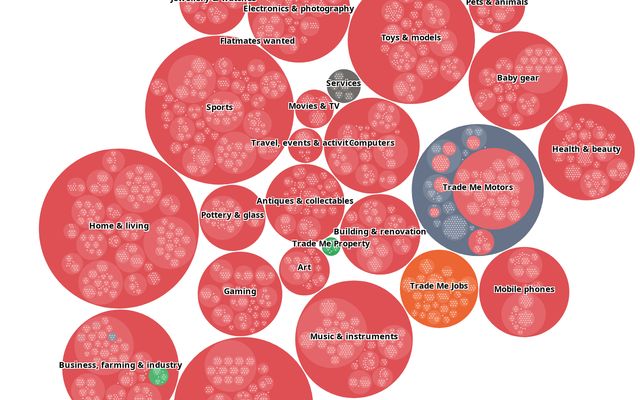 Electronics & photography
Pets & animals
Flatmates wanted
Toys & models
Baby gear
Services
Sports
Movies & TV
Travel, events & activit
Computers
Health & beauty
Trade Me Motors
Antiques & collectables
Pottery & glass
Home & living
Building & renovation
Trade Me Property
Art
Gaming
Trade Me Jobs
Mobile phones
Music & instruments
Business, farming & industry